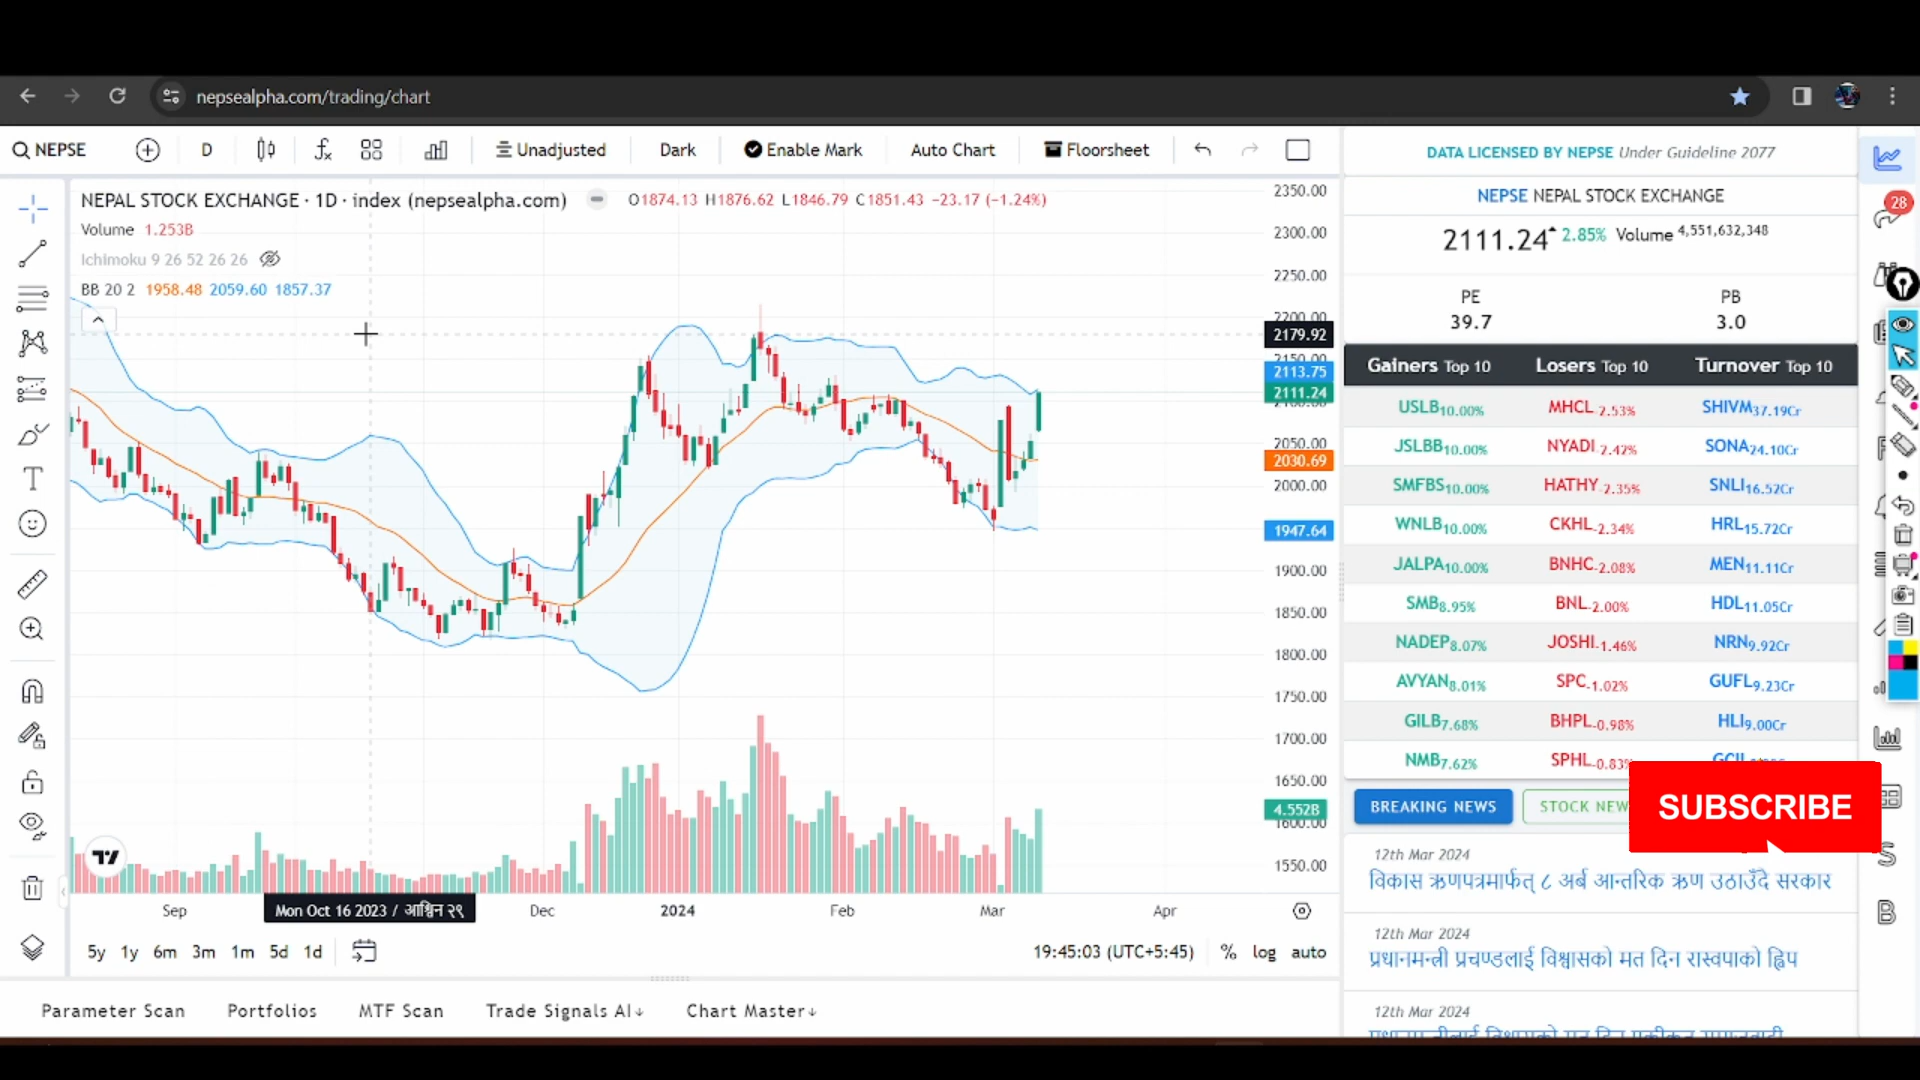 nepsealpha.com/trading/chart
NEPSE D Unadjusted Dark Enable Mark Auto Chart Floorsheet
NEPAL STOCK EXCHANGE · 1D · index (nepsealpha.com) O1874.13 H1876.62 L1846.79 C1851.43 −23.17 (−1.24%)
Volume 1.253B
Ichimoku 9 26 52 26 26
BB 20 2 1958.48 2059.60 1857.37
2350.00
2300.00
2250.00
2200.00
2179.92
2150.00
2113.75
2111.24
2050.00
2030.69
2000.00
1947.64
1900.00
1850.00
1800.00
1750.00
1700.00
1650.00
4.552B
1600.00
1550.00
Sep Mon Oct 16 2023 / आश्विन २९ Dec 2024 Feb Mar Apr
5y 1y 6m 3m 1m 5d 1d 19:45:03 (UTC+5:45) % log auto
Parameter Scan Portfolios MTF Scan Trade Signals AI↓ Chart Master↓
DATA LICENSED BY NEPSE Under Guideline 2077
NEPSE NEPAL STOCK EXCHANGE
2111.24 2.85% Volume 4,551,632,348
PE PB
39.7 3.0
Gainers Top 10 Losers Top 10 Turnover Top 10
USLB10.00% MHCL-2.53% SHIVM37.19Cr
JSLBB10.00% NYADI-2.42% SONA24.10Cr
SMFBS10.00% HATHY-2.35% SNLI16.52Cr
WNLB10.00% CKHL-2.34% HRL15.72Cr
JALPA10.00% BNHC-2.08% MEN11.11Cr
SMB8.95% BNL-2.00% HDL11.05Cr
NADEP8.07% JOSHI-1.46% NRN9.92Cr
AVYAN8.01% SPC-1.02% GUFL9.23Cr
GILB7.68% BHPL-0.98% HLI9.00Cr
NMB7.62% SPHL-0.83%
BREAKING NEWS STOCK NEW
SUBSCRIBE
12th Mar 2024
विकास ऋणपत्रमार्फत् ८ अर्ब आन्तरिक ऋण उठाउँदै सरकार
12th Mar 2024
प्रधानमन्त्री प्रचण्डलाई विश्वासको मत दिन रास्वपाको ह्विप
12th Mar 2024
28
S
B